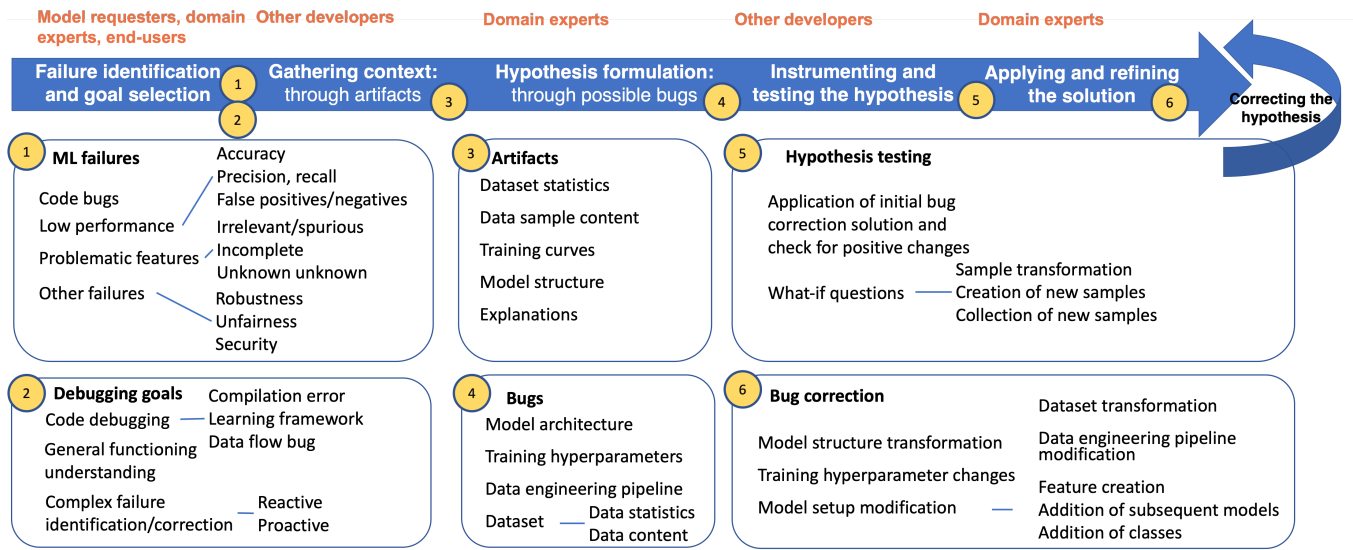 Model requesters, domain
experts, end-users
Other developers
Domain experts
Other developers
Domain experts
Failure identification
and goal selection
1
2
Gathering context:
through artifacts
3
Hypothesis formulation:
through possible bugs
4
Instrumenting and
testing the hypothesis
5
Applying and refining
the solution
6
Correcting the
hypothesis
1
ML failures
Code bugs
Low performance
Problematic features
Other failures
Accuracy
Precision, recall
False positives/negatives
Irrelevant/spurious
Incomplete
Unknown unknown
Robustness
Unfairness
Security
3
Artifacts
Dataset statistics
Data sample content
Training curves
Model structure
Explanations
5
Hypothesis testing
Application of initial bug
correction solution and
check for positive changes
What-if questions
Sample transformation
Creation of new samples
Collection of new samples
2
Debugging goals
Code debugging
General functioning
understanding
Complex failure
identification/correction
Compilation error
Learning framework
Data flow bug
Reactive
Proactive
4
Bugs
Model architecture
Training hyperparameters
Data engineering pipeline
Dataset
Data statistics
Data content
6
Bug correction
Model structure transformation
Training hyperparameter changes
Model setup modification
Dataset transformation
Data engineering pipeline
modification
Feature creation
Addition of subsequent models
Addition of classes